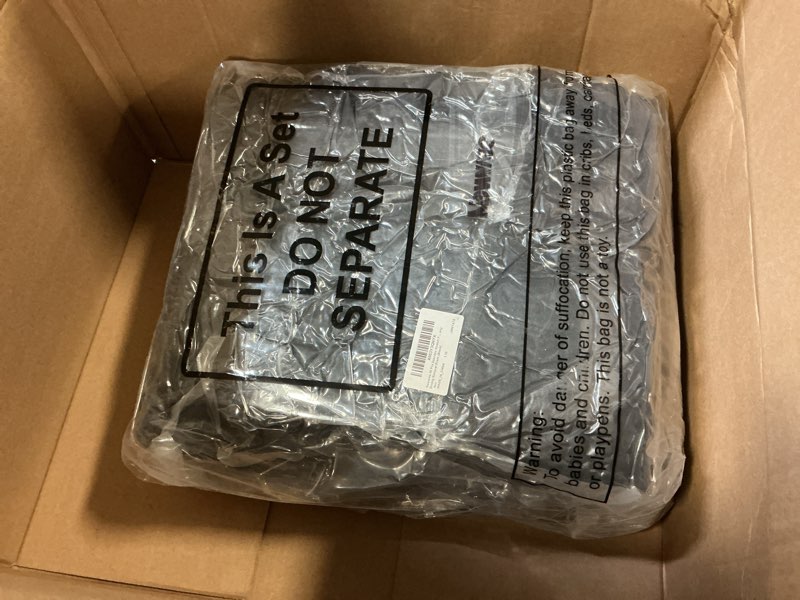 This Is A Set
DO NOT
SEPARATE
Warning:
To avoid danger of suffocation, keep this plastic bag away from
babies and children. Do not use this bag in cribs, beds,
or playpens. This bag is not a toy.